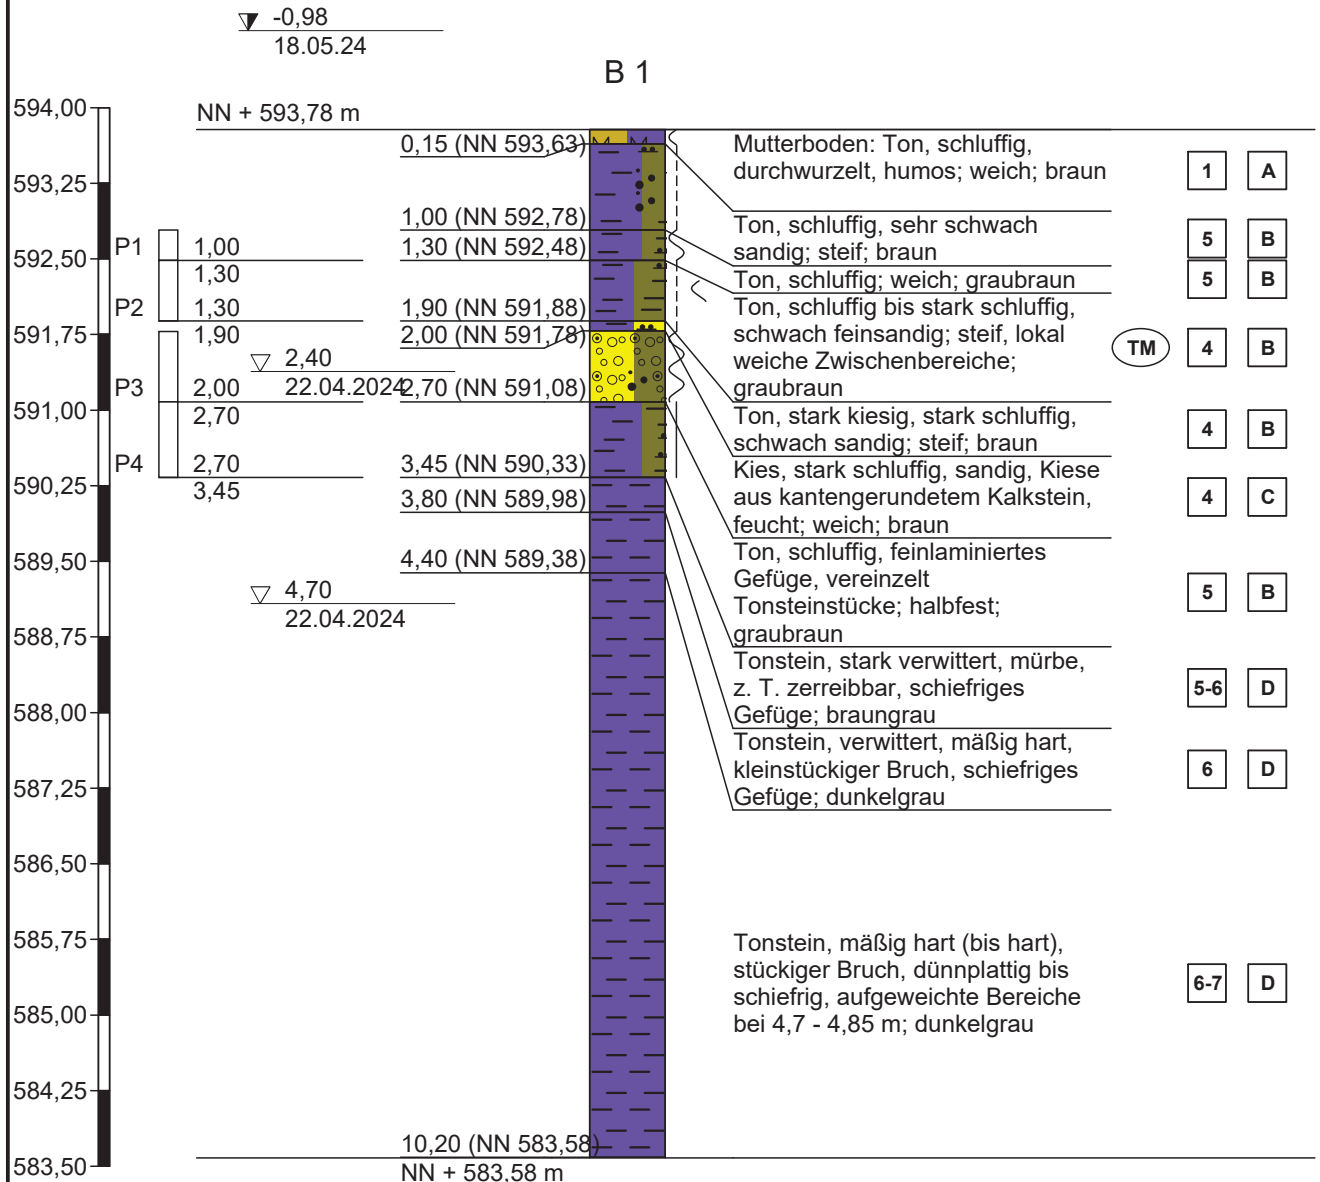 -0,98
18.05.24
B 1
594,00
NN + 593,78 m
0,15 (NN 593,63)
Mutterboden: Ton, schluffig,
durchwurzelt, humos; weich; braun
1 A
593,25
1,00 (NN 592,78)
Ton, schluffig, sehr schwach
sandig; steif; braun
5 B
P1 1,00
1,30
1,30 (NN 592,48)
592,50
Ton, schluffig; weich; graubraun
5 B
P2 1,30
1,90
1,90 (NN 591,88)
Ton, schluffig bis stark schluffig,
schwach feinsandig; steif, lokal
weiche Zwischenbereiche;
graubraun
TM 4 B
591,75
2,00 (NN 591,78)
2,40
22.04.2024
P3 2,00
2,70
2,70 (NN 591,08)
591,00
Ton, stark kiesig, stark schluffig,
schwach sandig; steif; braun
4 B
P4 2,70
3,45
3,45 (NN 590,33)
590,25
Kies, stark schluffig, sandig, Kiese
aus kantengerundetem Kalkstein,
feucht; weich; braun
4 C
3,80 (NN 589,98)
589,50
4,40 (NN 589,38)
Ton, schluffig, feinlaminiertes
Gefüge, vereinzelt
Tonsteinstücke; halbfest;
graubraun
5 B
4,70
22.04.2024
588,75
Tonstein, stark verwittert, mürbe,
z. T. zerreibbar, schiefriges
Gefüge; braungrau
5-6 D
588,00
Tonstein, verwittert, mäßig hart,
kleinstückiger Bruch, schiefriges
Gefüge; dunkelgrau
6 D
587,25
586,50
585,75
Tonstein, mäßig hart (bis hart),
stückiger Bruch, dünnplattig bis
schiefrig, aufgeweichte Bereiche
bei 4,7 - 4,85 m; dunkelgrau
6-7 D
585,00
584,25
10,20 (NN 583,58)
583,50
NN + 583,58 m